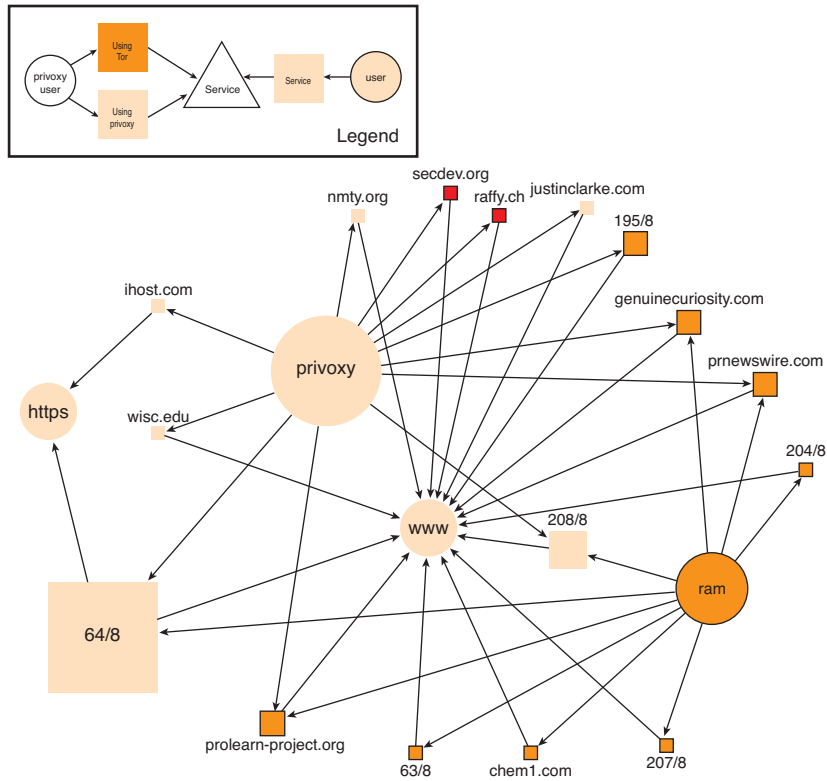 Using
Tor
privoxy
user
Service
Service
user
Using
privoxy
Legend
secdev.org
raffy.ch
justinclarke.com
nmty.org
195/8
ihost.com
genuinecuriosity.com
privoxy
prnewswire.com
https
wisc.edu
204/8
www
208/8
ram
64/8
prolearn-project.org
63/8
chem1.com
207/8